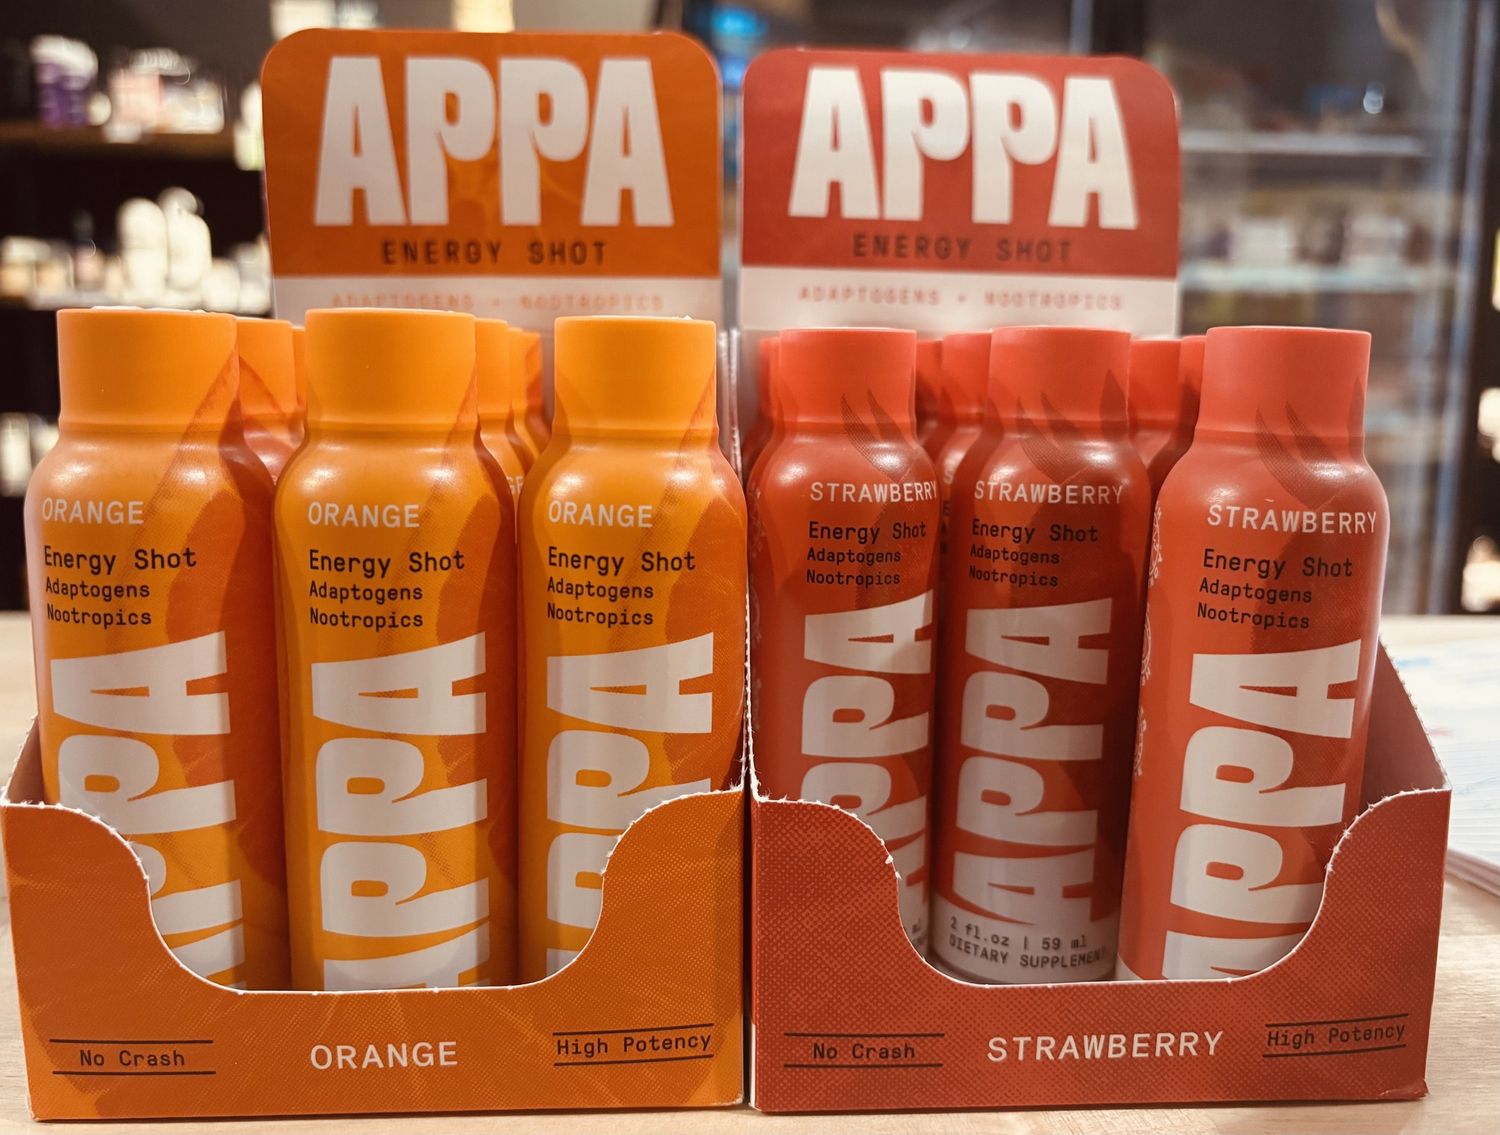 APPA
ENERGY SHOT
ADAPTOGENS + NOOTROPICS
APPA
ENERGY SHOT
ADAPTOGENS + NOOTROPICS
ORANGE
Energy Shot
Adaptogens
Nootropics
APPA
ORANGE
Energy Shot
Adaptogens
Nootropics
APPA
ORANGE
Energy Shot
Adaptogens
Nootropics
APPA
STRAWBERRY
Energy Shot
Adaptogens
Nootropics
APPA
STRAWBERRY
Energy Shot
Adaptogens
Nootropics
APPA
2 fl.oz | 59 ml
DIETARY SUPPLEMENT
STRAWBERRY
Energy Shot
Adaptogens
Nootropics
APPA
No Crash
ORANGE
High Potency
No Crash
STRAWBERRY
High Potency